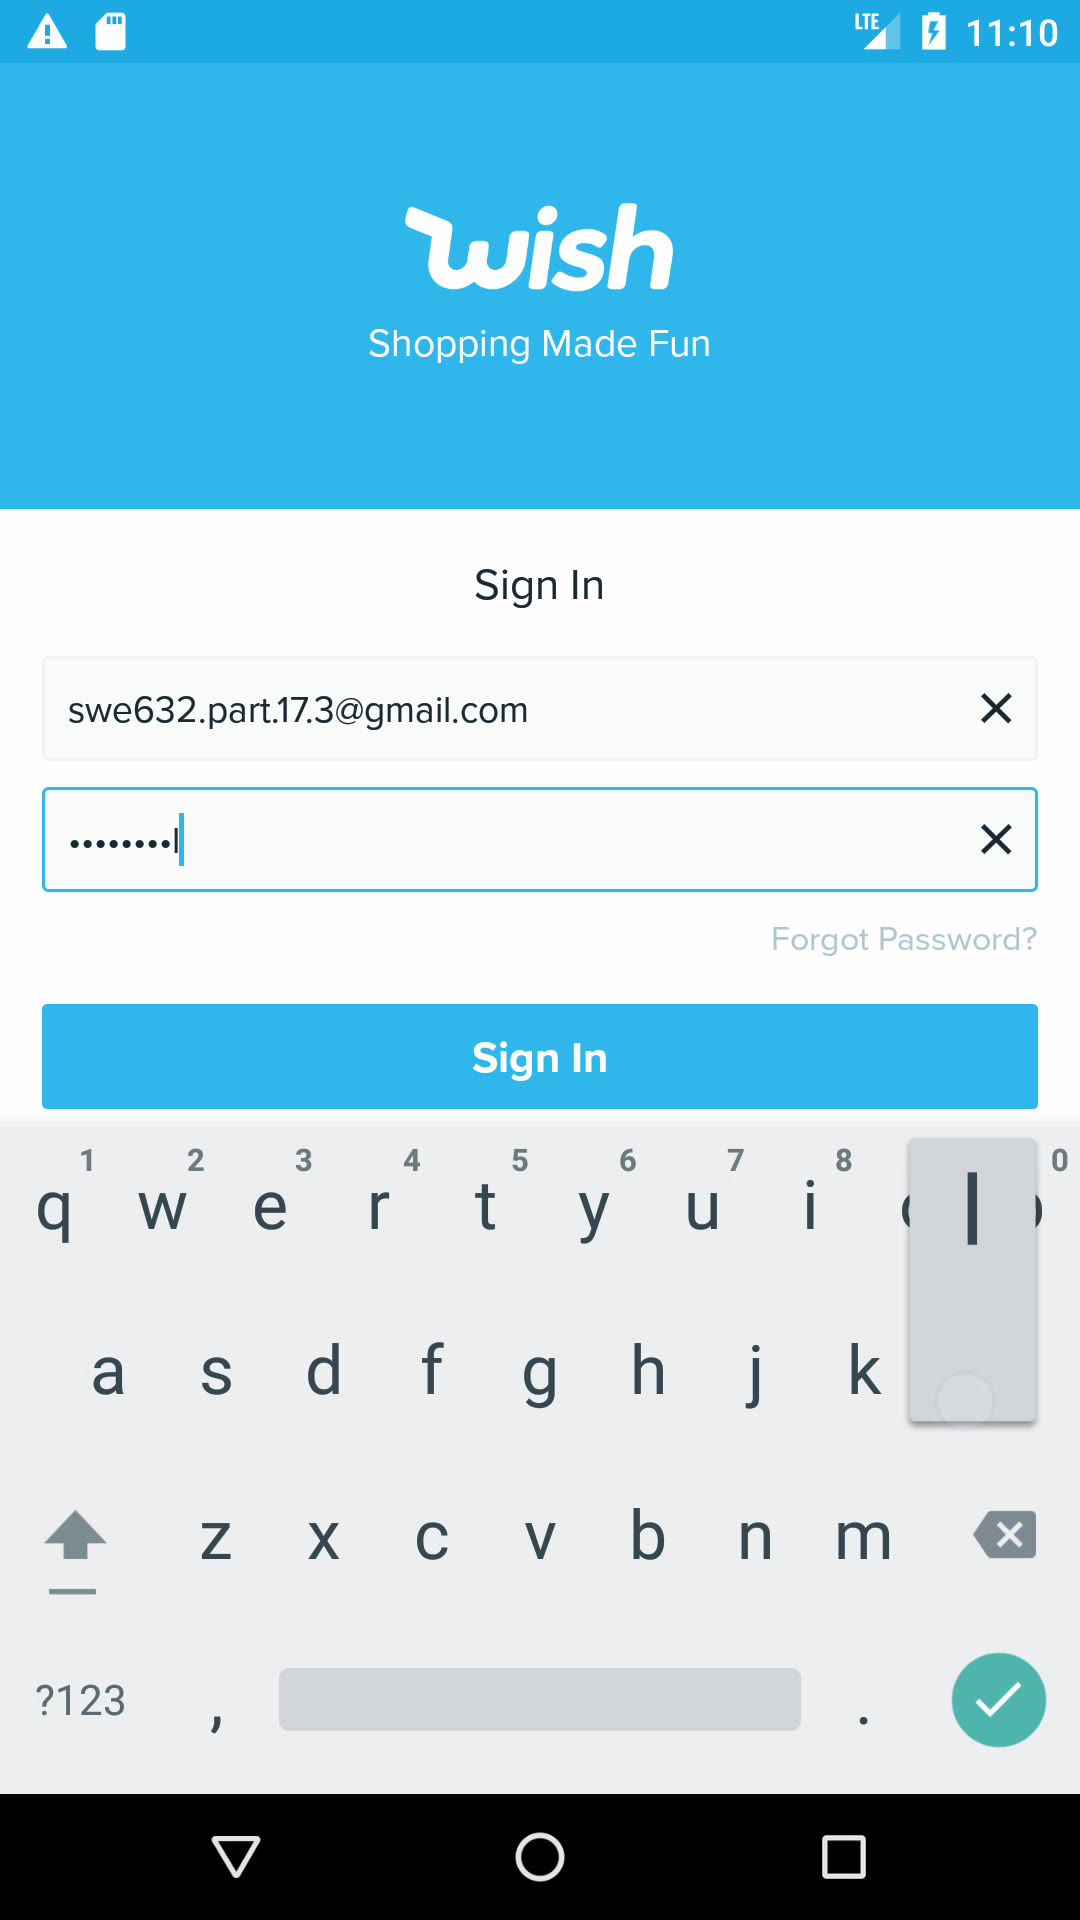 LTE 11:10
wish
Shopping Made Fun
Sign In
swe632.part.17.3@gmail.com
••••••••l
Forgot Password?
Sign In
1 2 3 4 5 6 7 8 0
q w e r t y u i l
a s d f g h j k
z x c v b n m
?123 , .